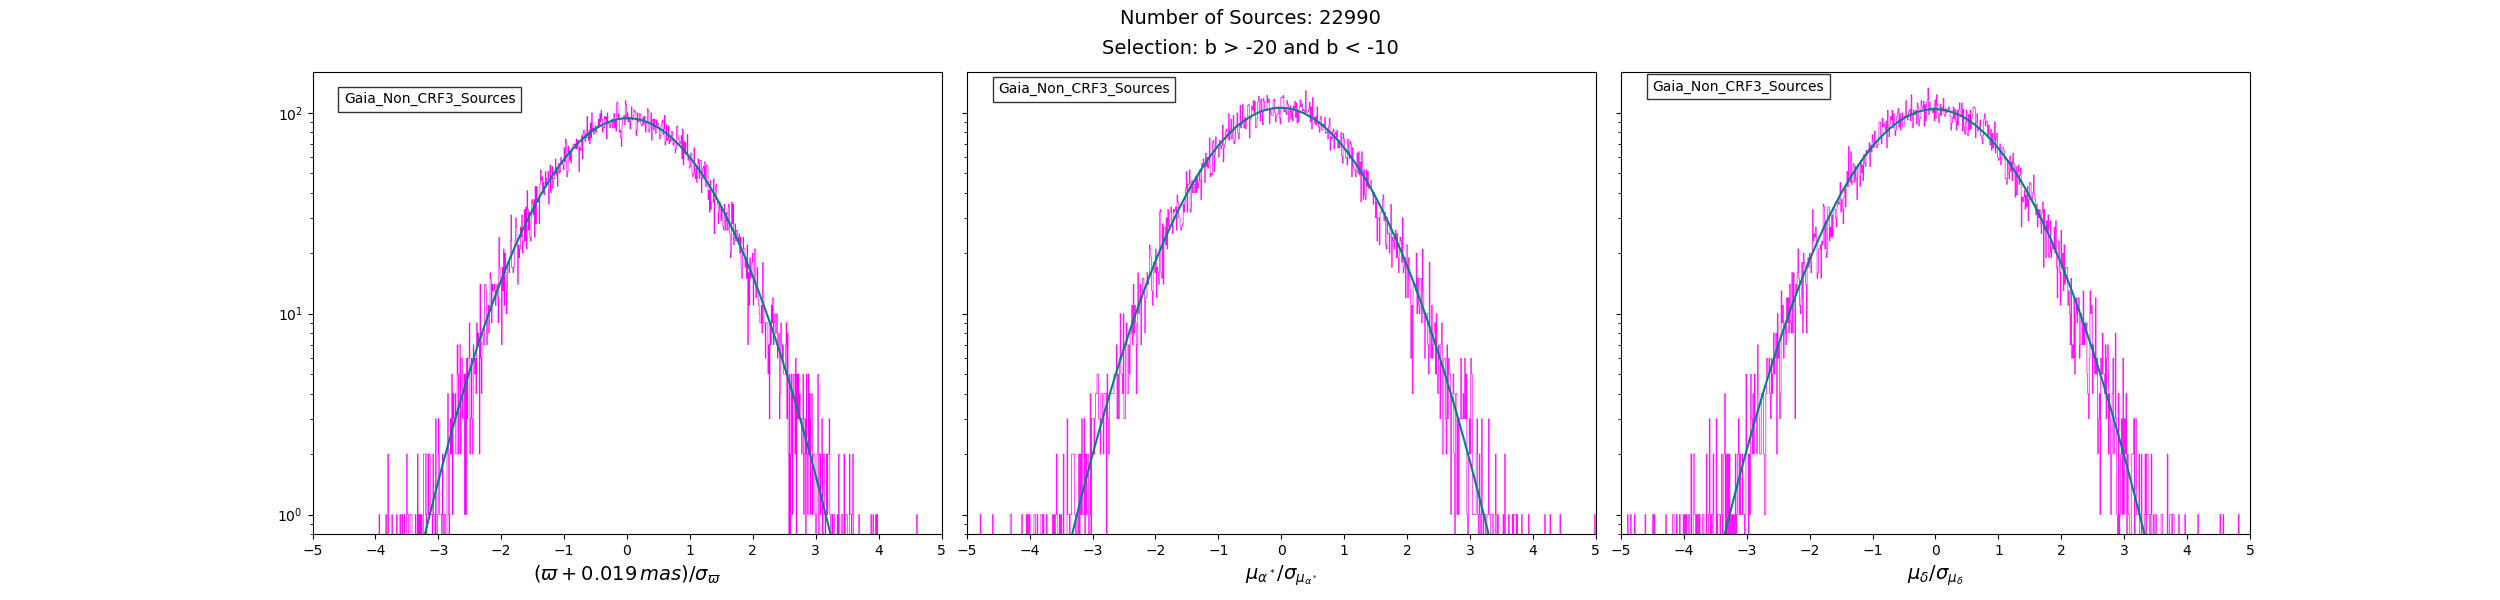 Number of Sources: 22990
Selection: b > -20 and b < -10
Gaia_Non_CRF3_Sources
Gaia_Non_CRF3_Sources
Gaia_Non_CRF3_Sources
10²
10¹
10⁰
−5 −4 −3 −2 −1 0 1 2 3 4 5
−5 −4 −3 −2 −1 0 1 2 3 4 5
−5 −4 −3 −2 −1 0 1 2 3 4 5
(ϖ + 0.019 mas)/σ_ϖ
μ_α*/σ_μ_α*
μ_δ/σ_μ_δ